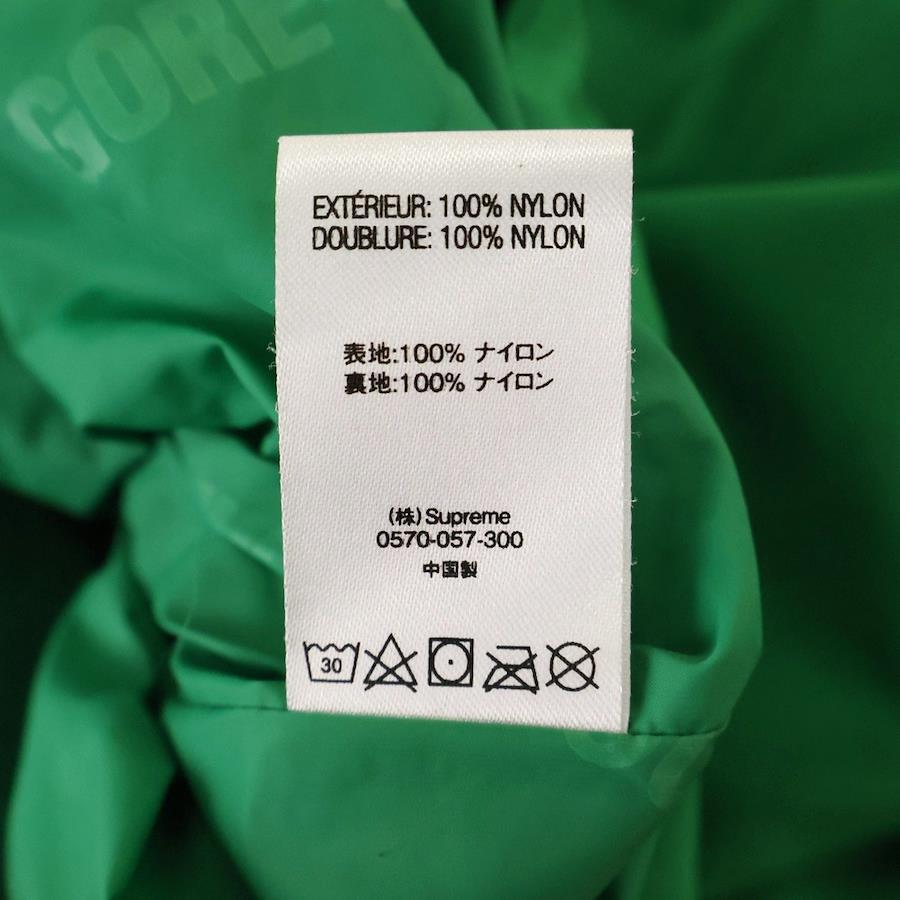 GORE
EXTÉRIEUR: 100% NYLON
DOUBLURE: 100% NYLON
表地:100% ナイロン
裏地:100% ナイロン
(株)Supreme
0570-057-300
中国製
30